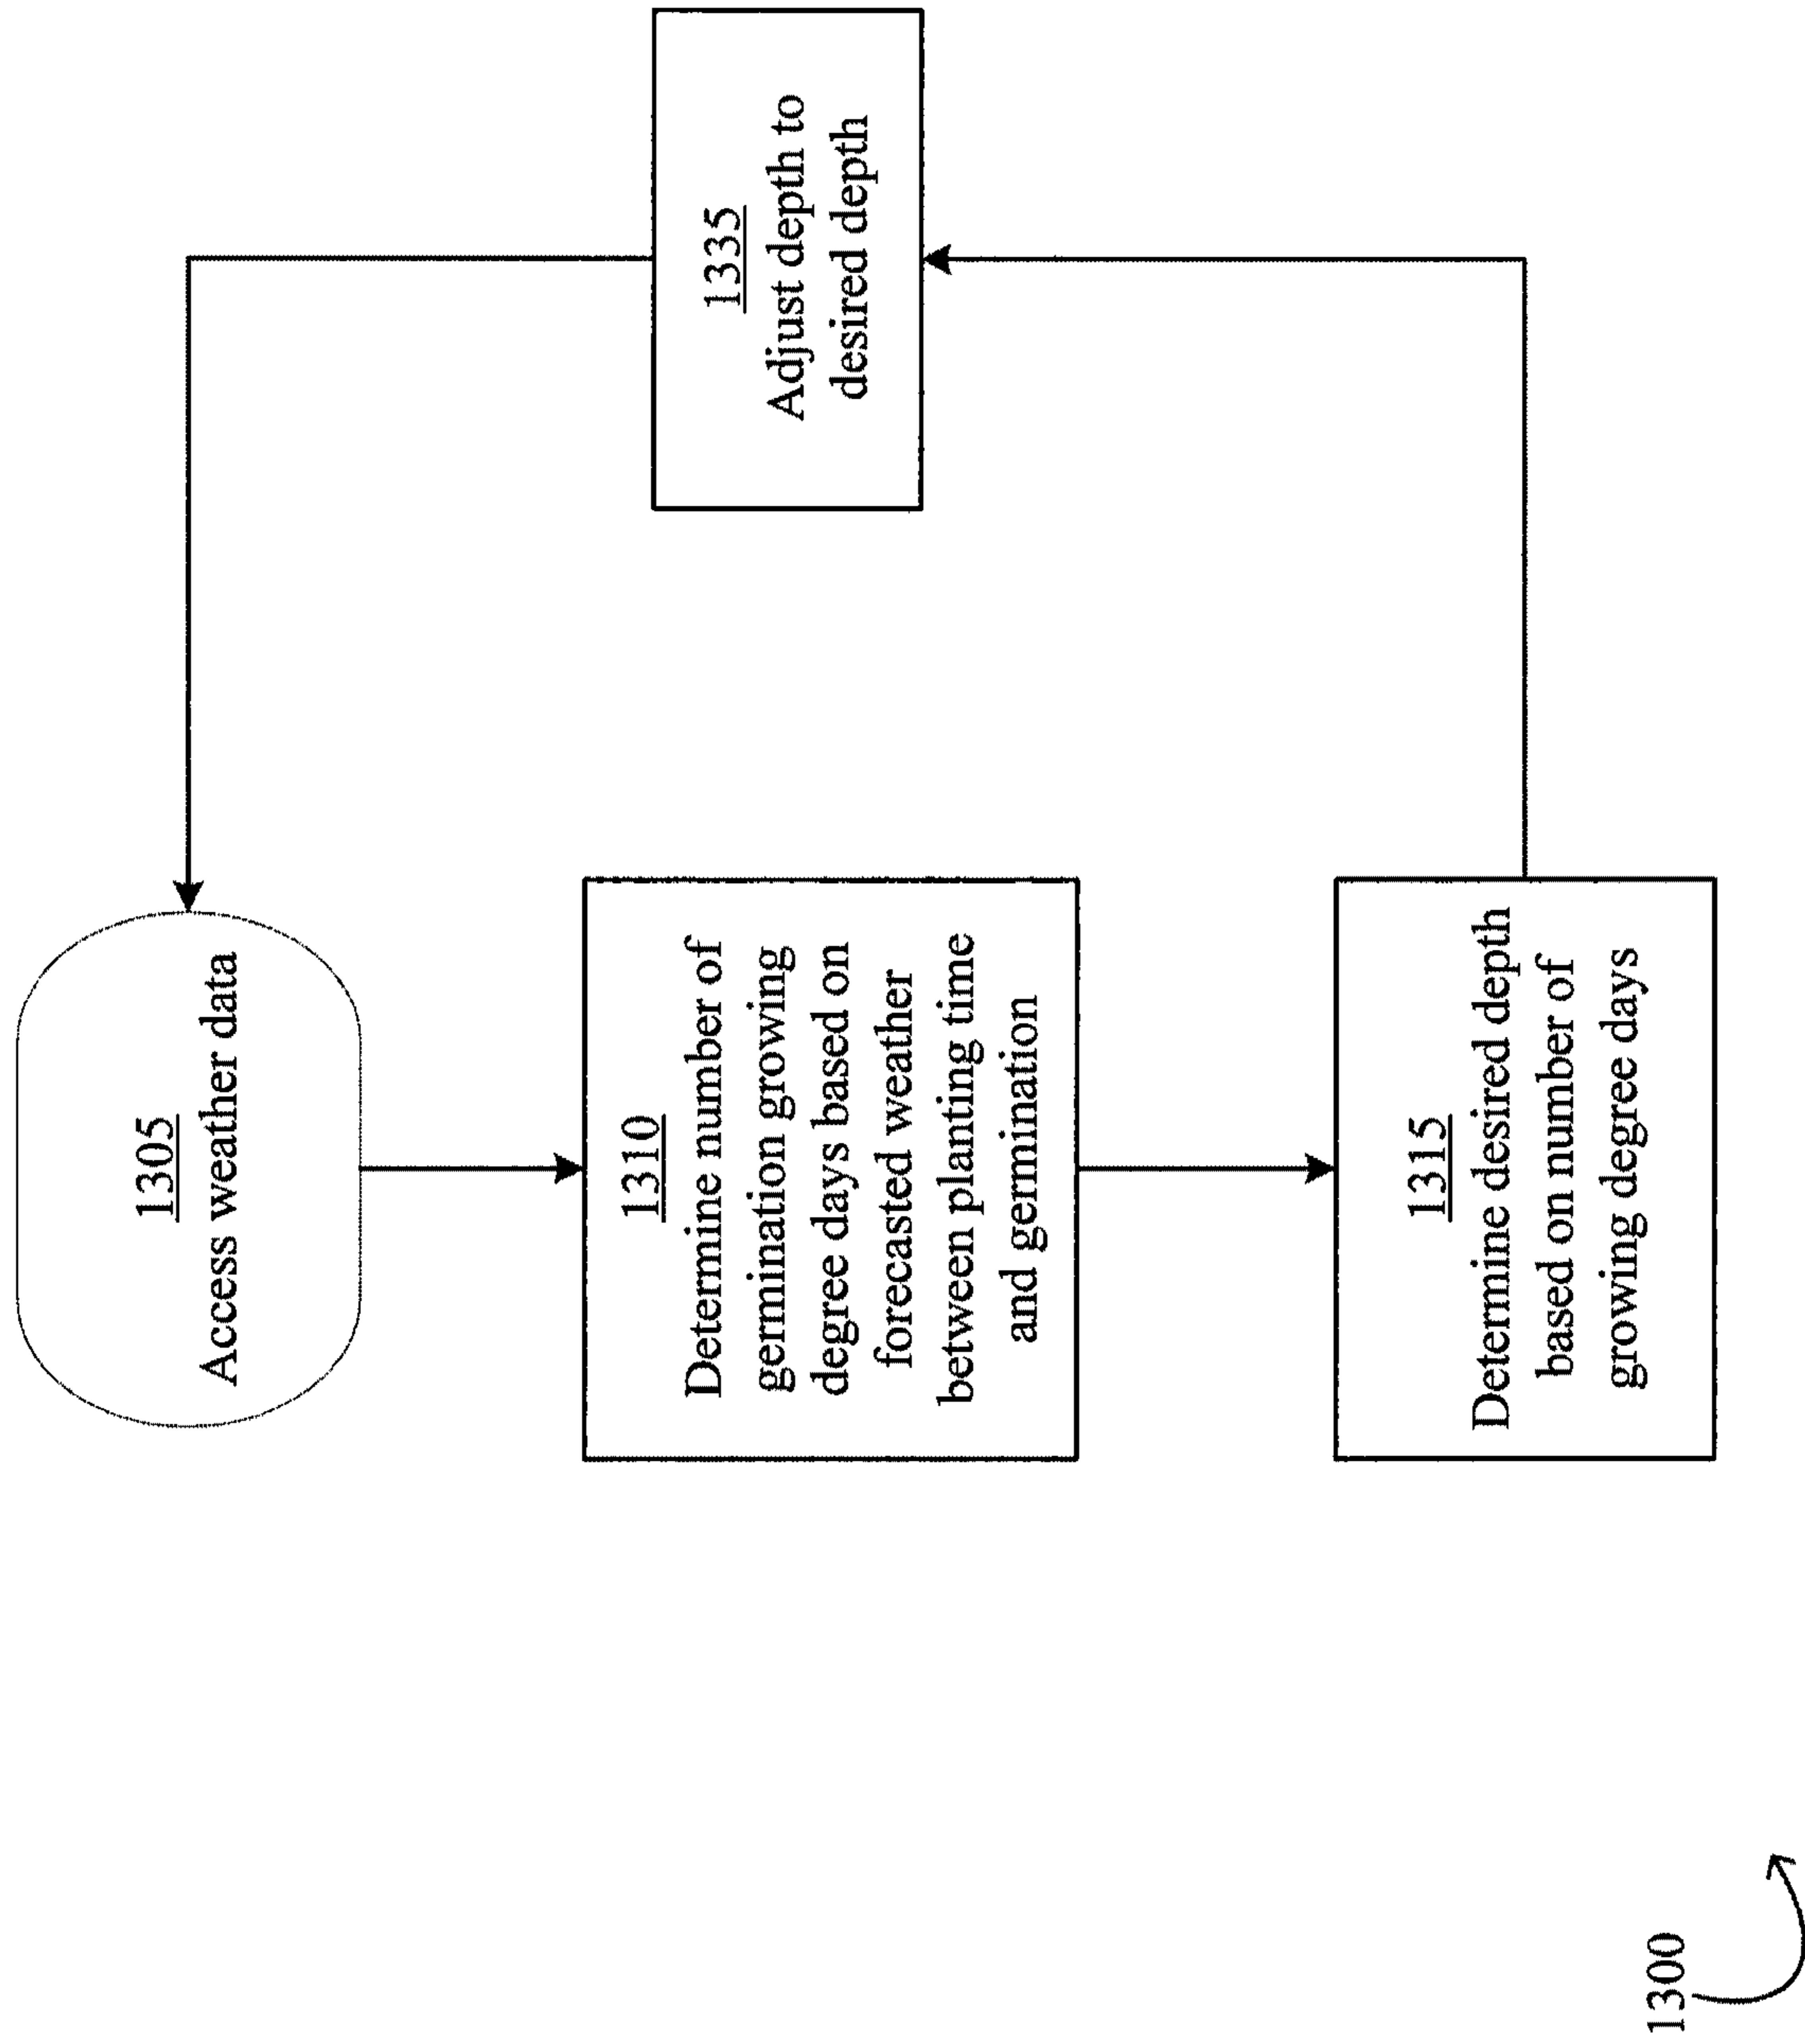 1305
Access weather data
1310
Determine number of
germination growing
degree days based on
forecasted weather
between planting time
and germination
1315
Determine desired depth
based on number of
growing degree days
1335
Adjust depth to
desired depth
1300